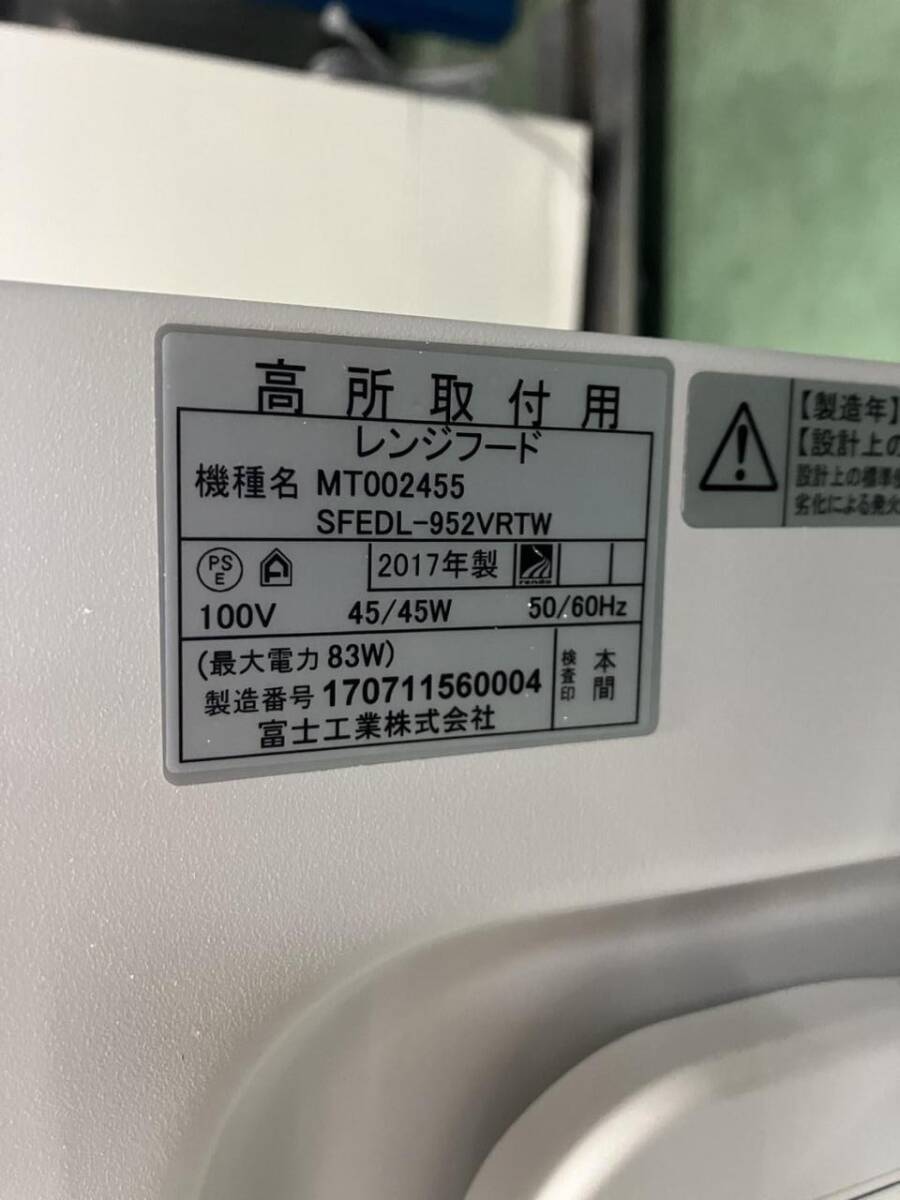 高所取付用
レンジフード
機種名 MT002455
SFEDL-952VRTW
PS
E
2017年製
100V 45/45W 50/60Hz
(最大電力 83W)
製造番号 170711560004
富士工業株式会社
検査印
本間
【製造年】
【設計上の
設計上の標準使
劣化による発火